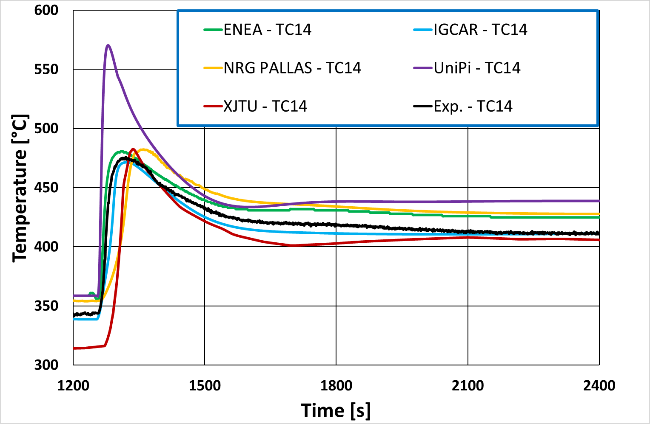 600
550
500
450
400
350
300
Temperature [°C]
ENEA - TC14
IGCAR - TC14
NRG PALLAS - TC14
UniPi - TC14
XJTU - TC14
Exp. - TC14
1200
1500
1800
2100
2400
Time [s]